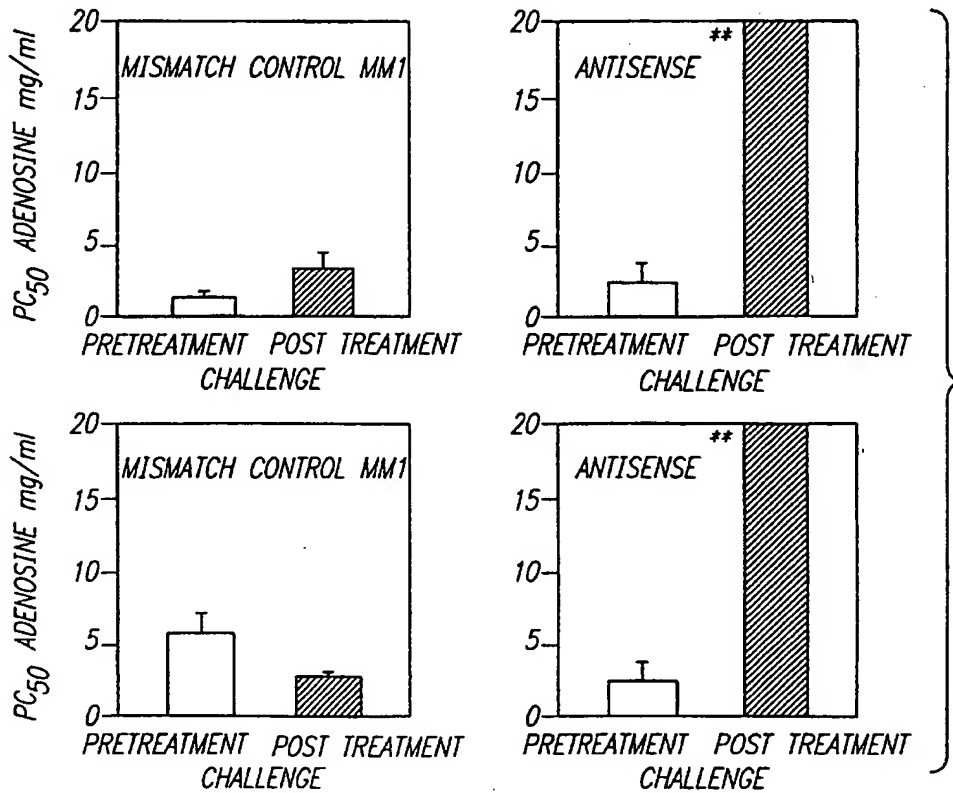 PC50 ADENOSINE mg/ml
20
15
10
5
0
MISMATCH CONTROL MM1
PRETREATMENT POST TREATMENT
CHALLENGE
20
15
10
5
0
**
ANTISENSE
PRETREATMENT POST TREATMENT
CHALLENGE
PC50 ADENOSINE mg/ml
20
15
10
5
0
MISMATCH CONTROL MM1
PRETREATMENT POST TREATMENT
CHALLENGE
20
15
10
5
0
**
ANTISENSE
PRETREATMENT POST TREATMENT
CHALLENGE